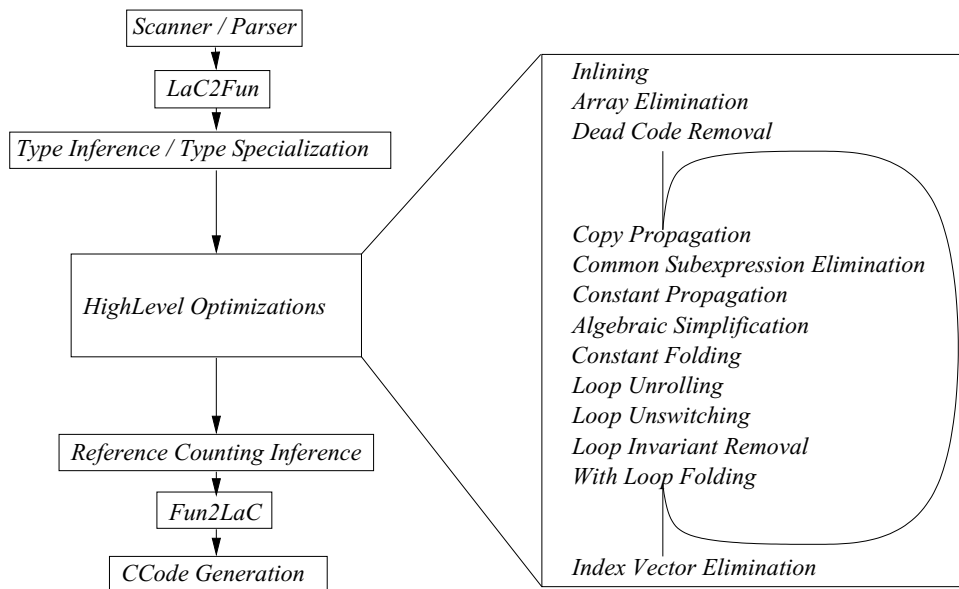 Scanner / Parser
LaC2Fun
Type Inference / Type Specialization
HighLevel Optimizations
Reference Counting Inference
Fun2LaC
CCode Generation
Inlining
Array Elimination
Dead Code Removal
Copy Propagation
Common Subexpression Elimination
Constant Propagation
Algebraic Simplification
Constant Folding
Loop Unrolling
Loop Unswitching
Loop Invariant Removal
With Loop Folding
Index Vector Elimination